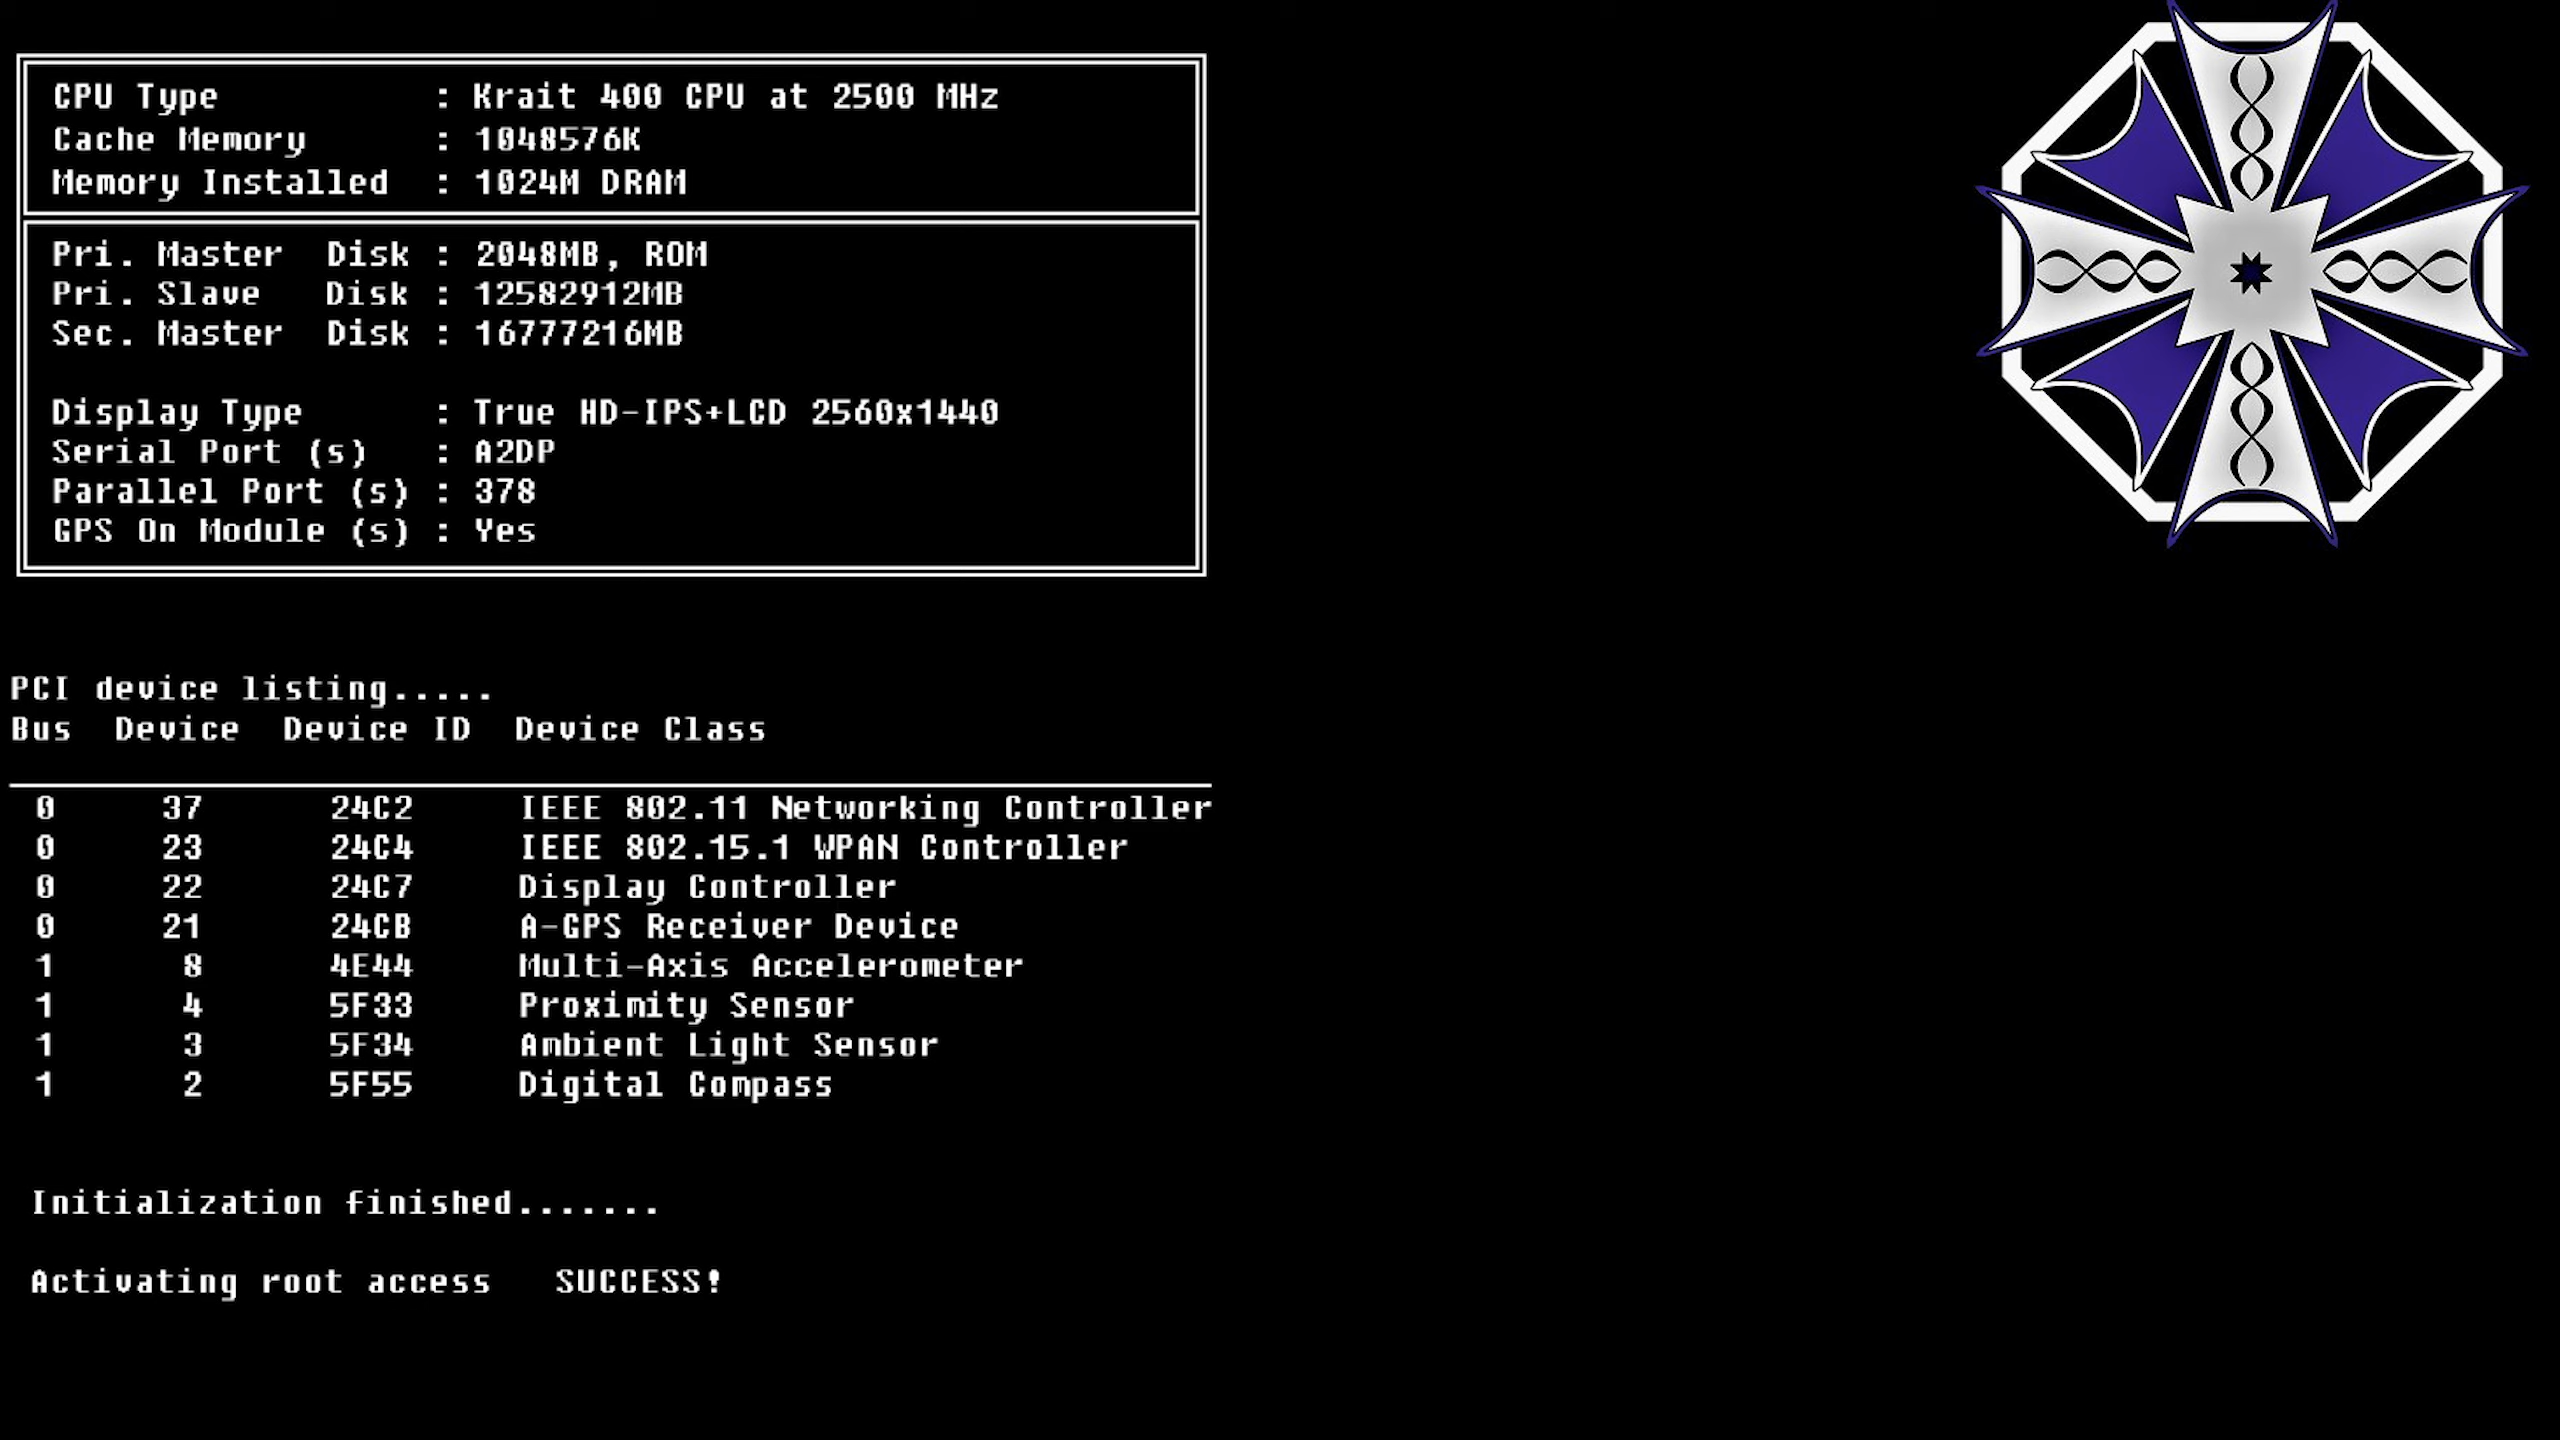 CPU Type : Krait 400 CPU at 2500 MHz
Cache Memory : 1048576K
Memory Installed : 1024M DRAM
Pri. Master Disk : 2048MB, ROM
Pri. Slave Disk : 12582912MB
Sec. Master Disk : 16777216MB
Display Type : True HD-IPS+LCD 2560x1440
Serial Port (s) : A2DP
Parallel Port (s) : 378
GPS On Module (s) : Yes
PCI device listing.....
Bus Device Device ID Device Class
0 37 24C2 IEEE 802.11 Networking Controller
0 23 24C4 IEEE 802.15.1 WPAN Controller
0 22 24C7 Display Controller
0 21 24CB A-GPS Receiver Device
1 8 4E44 Multi-Axis Accelerometer
1 4 5F33 Proximity Sensor
1 3 5F34 Ambient Light Sensor
1 2 5F55 Digital Compass
Initialization finished.......
Activating root access SUCCESS!